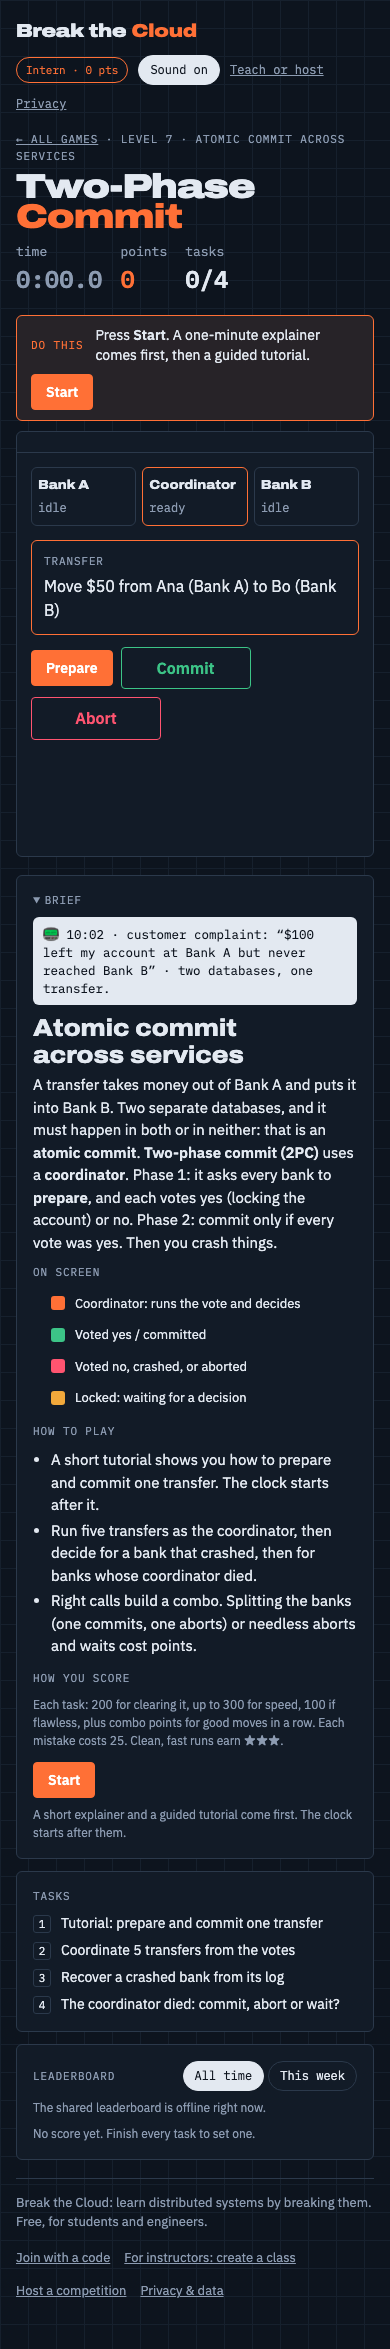 Break the Cloud
Intern · 0 pts
Sound on
Teach or host
Privacy
← ALL GAMES · LEVEL 7 · ATOMIC COMMIT ACROSS
SERVICES
Two-Phase
Commit
time points tasks
0:00.0 0 0/4
DO THIS
Press Start. A one-minute explainer
comes first, then a guided tutorial.
Start
Bank A
idle
Coordinator
ready
Bank B
idle
TRANSFER
Move $50 from Ana (Bank A) to Bo (Bank
B)
Prepare
Commit
Abort
▼ BRIEF
10:02 · customer complaint: “$100
left my account at Bank A but never
reached Bank B” · two databases, one
transfer.
Atomic commit
across services
A transfer takes money out of Bank A and puts it
into Bank B. Two separate databases, and it
must happen in both or in neither: that is an
atomic commit. Two-phase commit (2PC) uses
a coordinator. Phase 1: it asks every bank to
prepare, and each votes yes (locking the
account) or no. Phase 2: commit only if every
vote was yes. Then you crash things.
ON SCREEN
Coordinator: runs the vote and decides
Voted yes / committed
Voted no, crashed, or aborted
Locked: waiting for a decision
HOW TO PLAY
• A short tutorial shows you how to prepare
and commit one transfer. The clock starts
after it.
• Run five transfers as the coordinator, then
decide for a bank that crashed, then for
banks whose coordinator died.
• Right calls build a combo. Splitting the banks
(one commits, one aborts) or needless aborts
and waits cost points.
HOW YOU SCORE
Each task: 200 for clearing it, up to 300 for speed, 100 if
flawless, plus combo points for good moves in a row. Each
mistake costs 25. Clean, fast runs earn ★★★.
Start
A short explainer and a guided tutorial come first. The clock
starts after them.
TASKS
1 Tutorial: prepare and commit one transfer
2 Coordinate 5 transfers from the votes
3 Recover a crashed bank from its log
4 The coordinator died: commit, abort or wait?
LEADERBOARD
All time
This week
The shared leaderboard is offline right now.
No score yet. Finish every task to set one.
Break the Cloud: learn distributed systems by breaking them.
Free, for students and engineers.
Join with a code For instructors: create a class
Host a competition Privacy & data